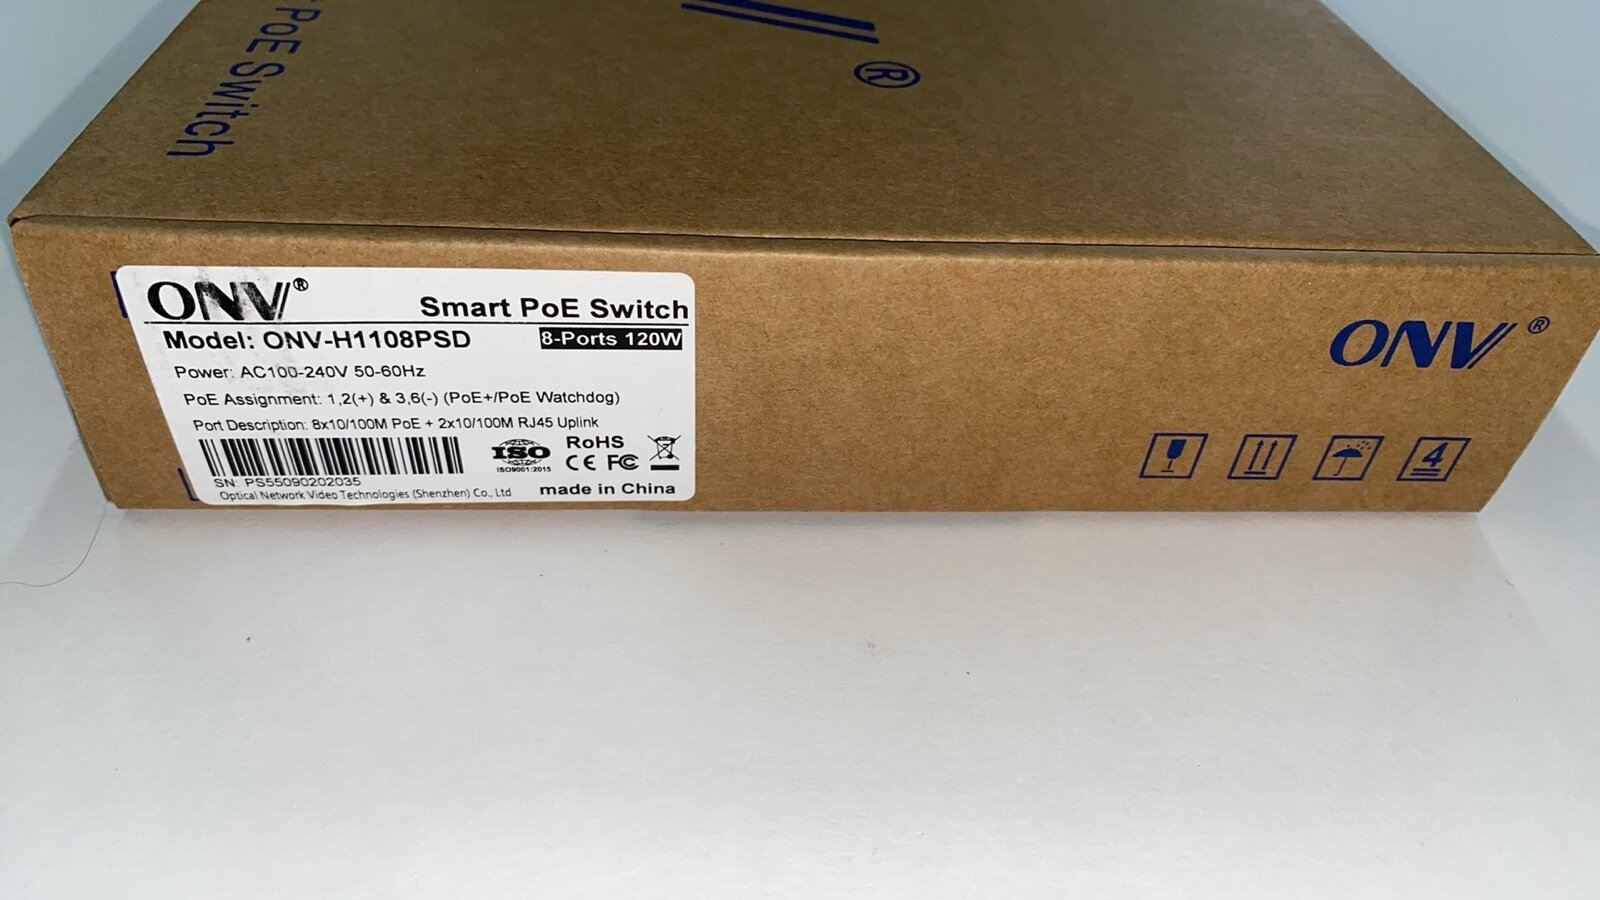 PoE Switch
®
ONV®
Smart PoE Switch
Model: ONV-H1108PSD
8-Ports 120W
Power: AC100-240V 50-60Hz
PoE Assignment: 1,2(+) & 3,6(-) (PoE+/PoE Watchdog)
Port Description: 8x10/100M PoE + 2x10/100M RJ45 Uplink
ISO
ISO9001:2015
RoHS
CE FC
SN: PS55090202035
Optical Network Video Technologies (Shenzhen) Co., Ltd
made in China
ONV®
4